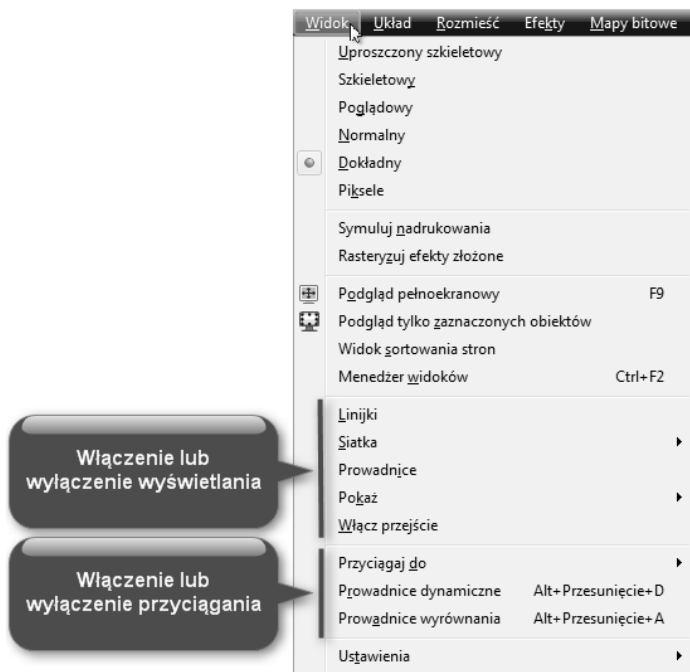 Widok Układ Rozmieść Efekty Mapy bitowe
Uproszczony szkieletowy
Szkieletowy
Poglądowy
Normalny
Dokładny
Piksele
Symuluj nadrukowania
Rasteryzuj efekty złożone
Podgląd pełnoekranowy F9
Podgląd tylko zaznaczonych obiektów
Widok sortowania stron
Menedżer widoków Ctrl+F2
Linijki
Siatka
Prowadnice
Pokaż
Włącz przejście
Włączenie lub
wyłączenie wyświetlania
Przyciągaj do
Prowadnice dynamiczne Alt+Przesunięcie+D
Prowadnice wyrównania Alt+Przesunięcie+A
Włączenie lub
wyłączenie przyciągania
Ustawienia